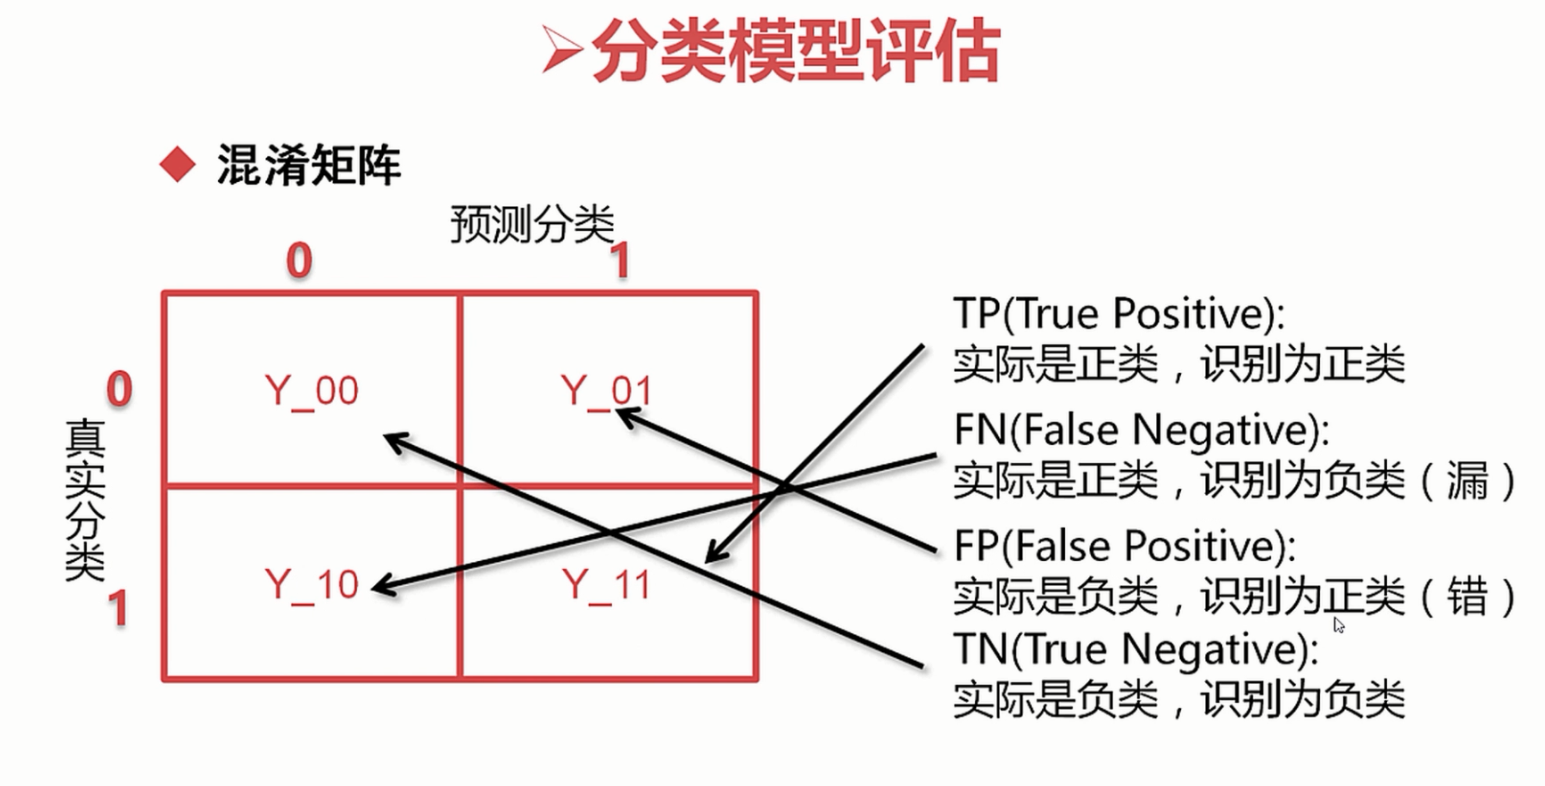 分类模型评估
混淆矩阵
预测分类
0 1
0
Y_00 Y_01
真实分类
1
Y_10 Y_11
TP(True Positive):
实际是正类，识别为正类
FN(False Negative):
实际是正类，识别为负类（漏）
FP(False Positive):
实际是负类，识别为正类（错）
TN(True Negative):
实际是负类，识别为负类